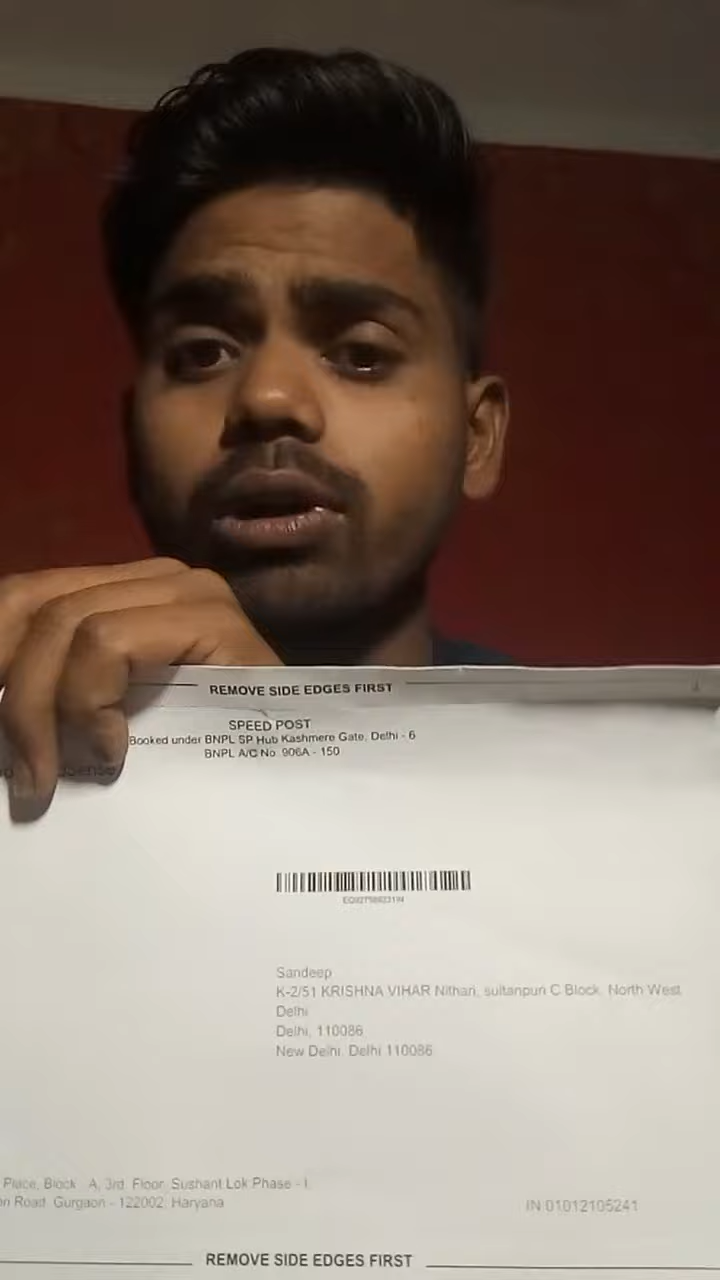 REMOVE SIDE EDGES FIRST
SPEED POST
Booked under BNPL SP Hub Kashmere Gate, Delhi - 6
BNPL A/C No. 906A - 150
Sandeep
K-2/51 KRISHNA VIHAR Nithari, sultanpuri C Block, North West
Delhi
Delhi, 110086
New Delhi, Delhi 110086
Place, Block - A, 3rd. Floor, Sushant Lok Phase - I,
Road, Gurgaon - 122002, Haryana
IN 01012105241
REMOVE SIDE EDGES FIRST